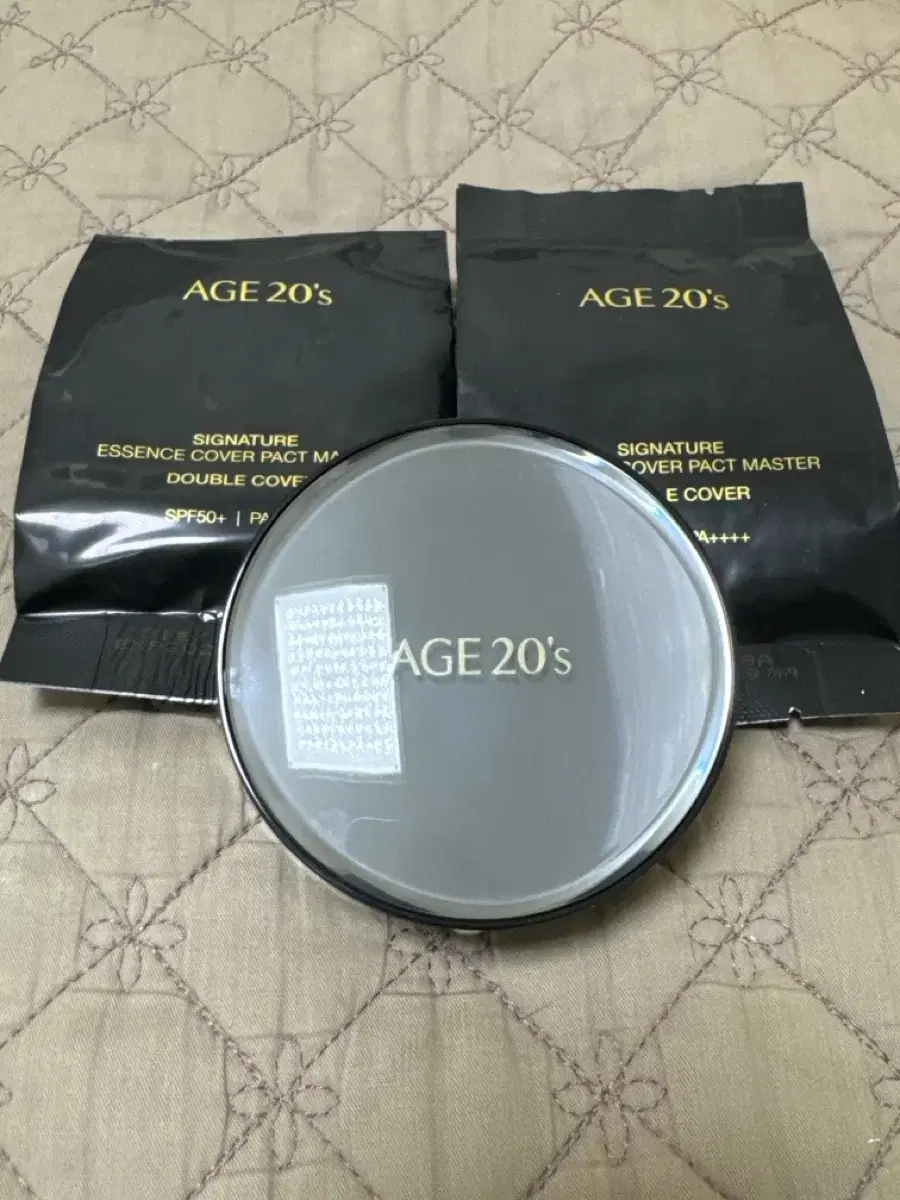 AGE 20's
SIGNATURE
ESSENCE COVER PACT MA
DOUBLE COVE
SPF50+ | PA
AGE 20's
SIGNATURE
COVER PACT MASTER
E COVER
PA++++
AGE 20's